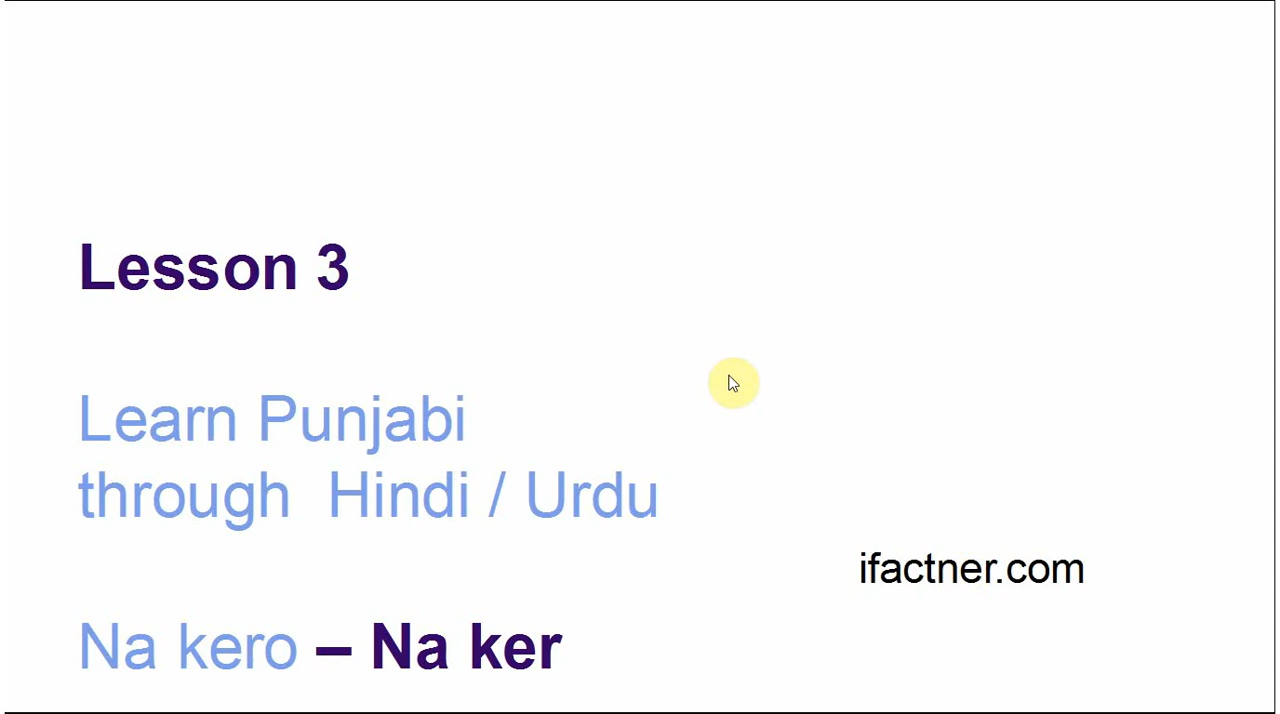 Lesson 3
Learn Punjabi
through Hindi / Urdu
ifactner.com
Na kero – Na ker